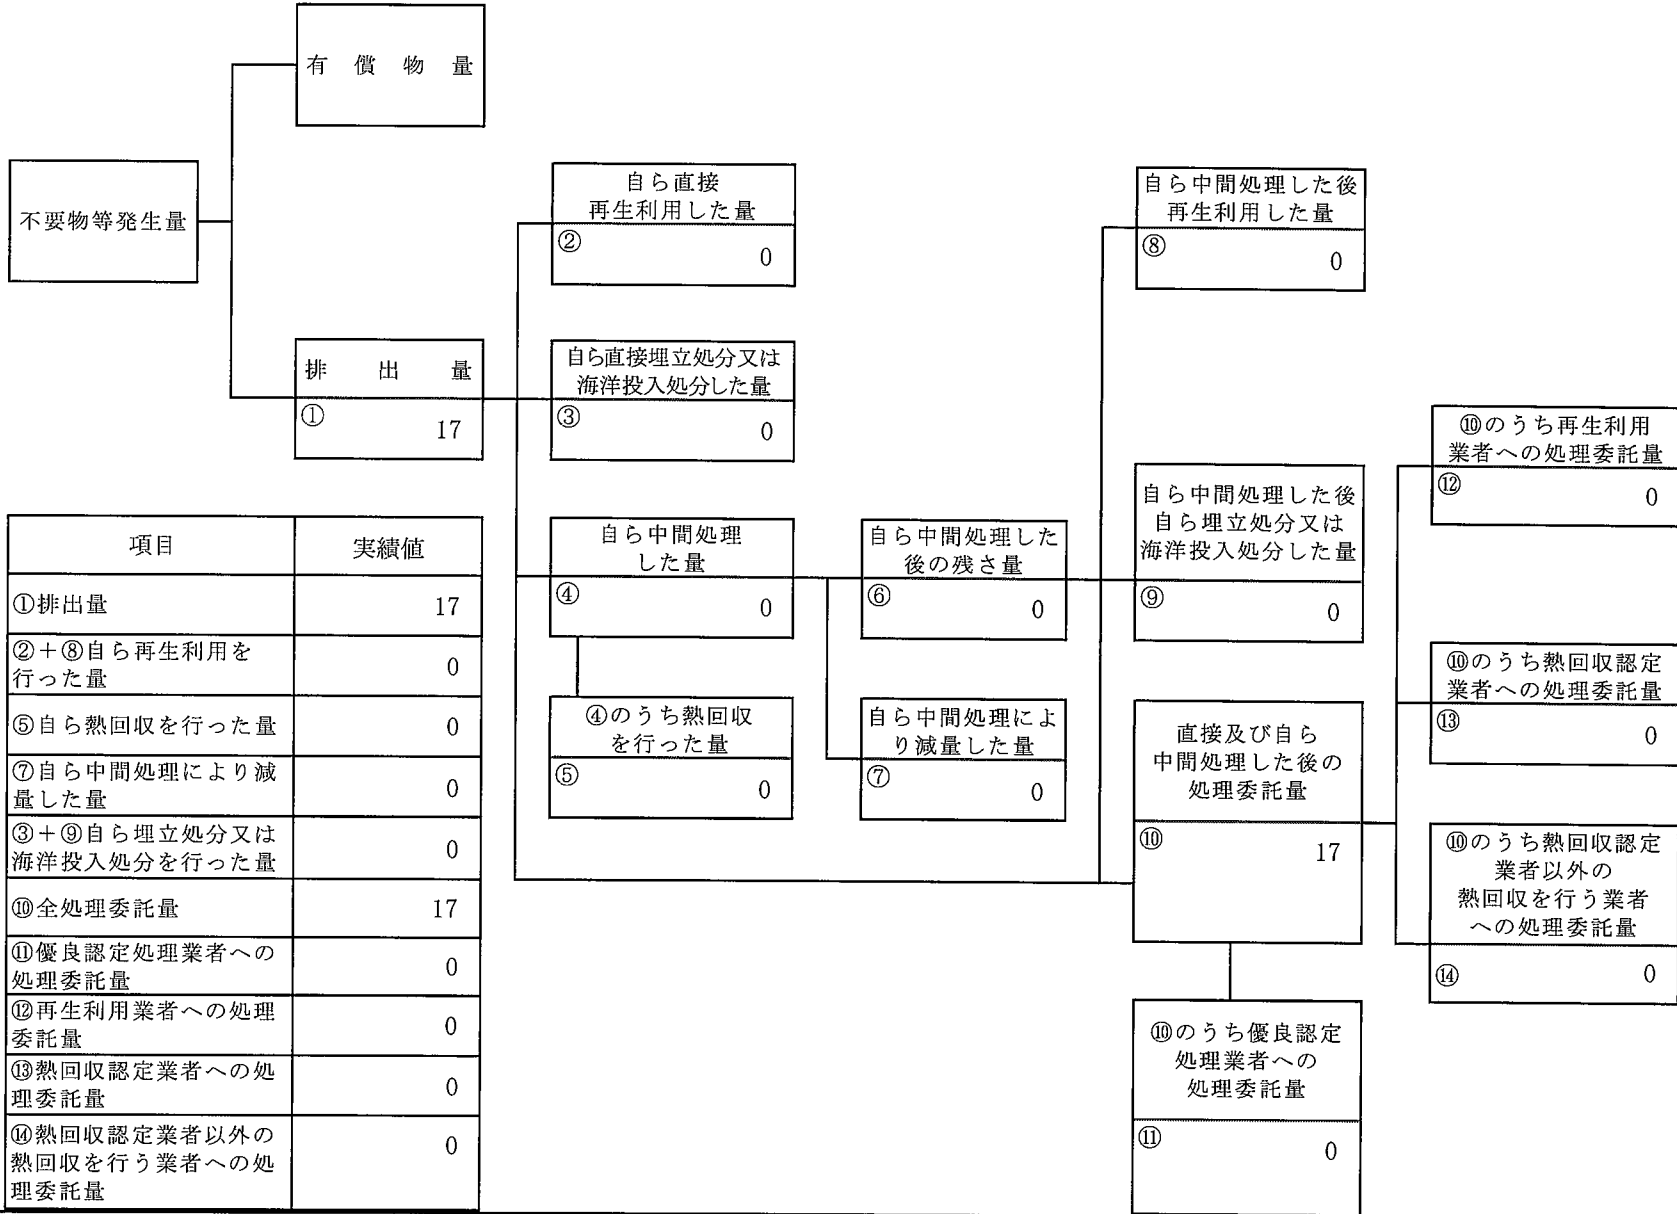 有償物量
不要物等発生量
排出量
① 17
自ら直接
再生利用した量
② 0
自ら直接埋立処分又は
海洋投入処分した量
③ 0
自ら中間処理
した量
④ 0
④のうち熱回収
を行った量
⑤ 0
自ら中間処理した
後の残さ量
⑥ 0
自ら中間処理によ
り減量した量
⑦ 0
自ら中間処理した後
再生利用した量
⑧ 0
自ら中間処理した後
自ら埋立処分又は
海洋投入処分した量
⑨ 0
直接及び自ら
中間処理した後の
処理委託量
⑩ 17
⑩のうち優良認定
処理業者への
処理委託量
⑪ 0
⑩のうち再生利用
業者への処理委託量
⑫ 0
⑩のうち熱回収認定
業者への処理委託量
⑬ 0
⑩のうち熱回収認定
業者以外の
熱回収を行う業者
への処理委託量
⑭ 0
項目 実績値
①排出量 17
②+⑧自ら再生利用を
行った量 0
⑤自ら熱回収を行った量 0
⑦自ら中間処理により減
量した量 0
③+⑨自ら埋立処分又は
海洋投入処分を行った量 0
⑩全処理委託量 17
⑪優良認定処理業者への
処理委託量 0
⑫再生利用業者への処理
委託量 0
⑬熱回収認定業者への処
理委託量 0
⑭熱回収認定業者以外の
熱回収を行う業者への処
理委託量 0